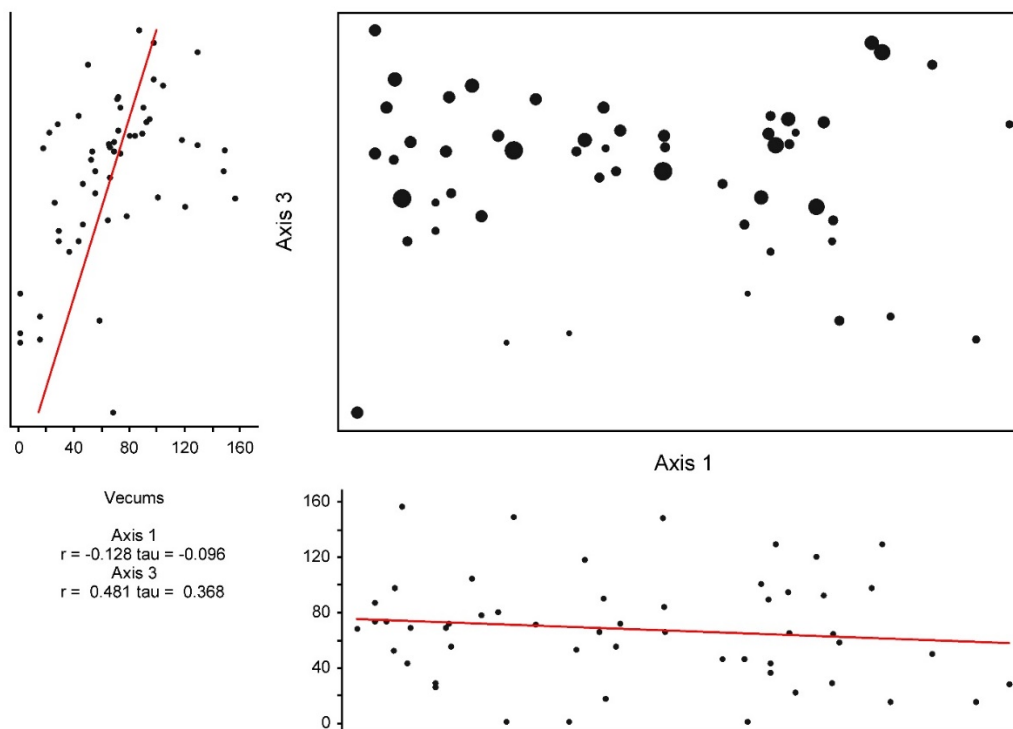 Axis 3
0 40 80 120 160
Axis 1
Vecums
Axis 1
r = -0.128 tau = -0.096
Axis 3
r = 0.481 tau = 0.368
160
120
80
40
0